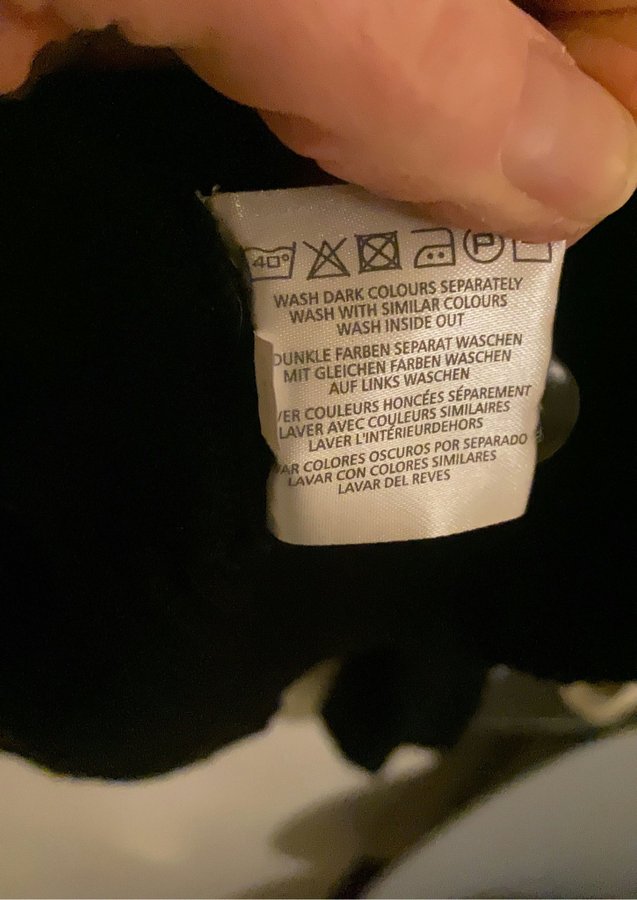 40°
P
WASH DARK COLOURS SEPARATELY
WASH WITH SIMILAR COLOURS
WASH INSIDE OUT
DUNKLE FARBEN SEPARAT WASCHEN
MIT GLEICHEN FARBEN WASCHEN
AUF LINKS WASCHEN
/ER COULEURS HONCÉES SÉPAREMENT
LAVER AVEC COULEURS SIMILAIRES
LAVER L'INTÉRIEURDEHORS
AR COLORES OSCUROS POR SEPARADO
LAVAR CON COLORES SIMILARES
LAVAR DEL REVES